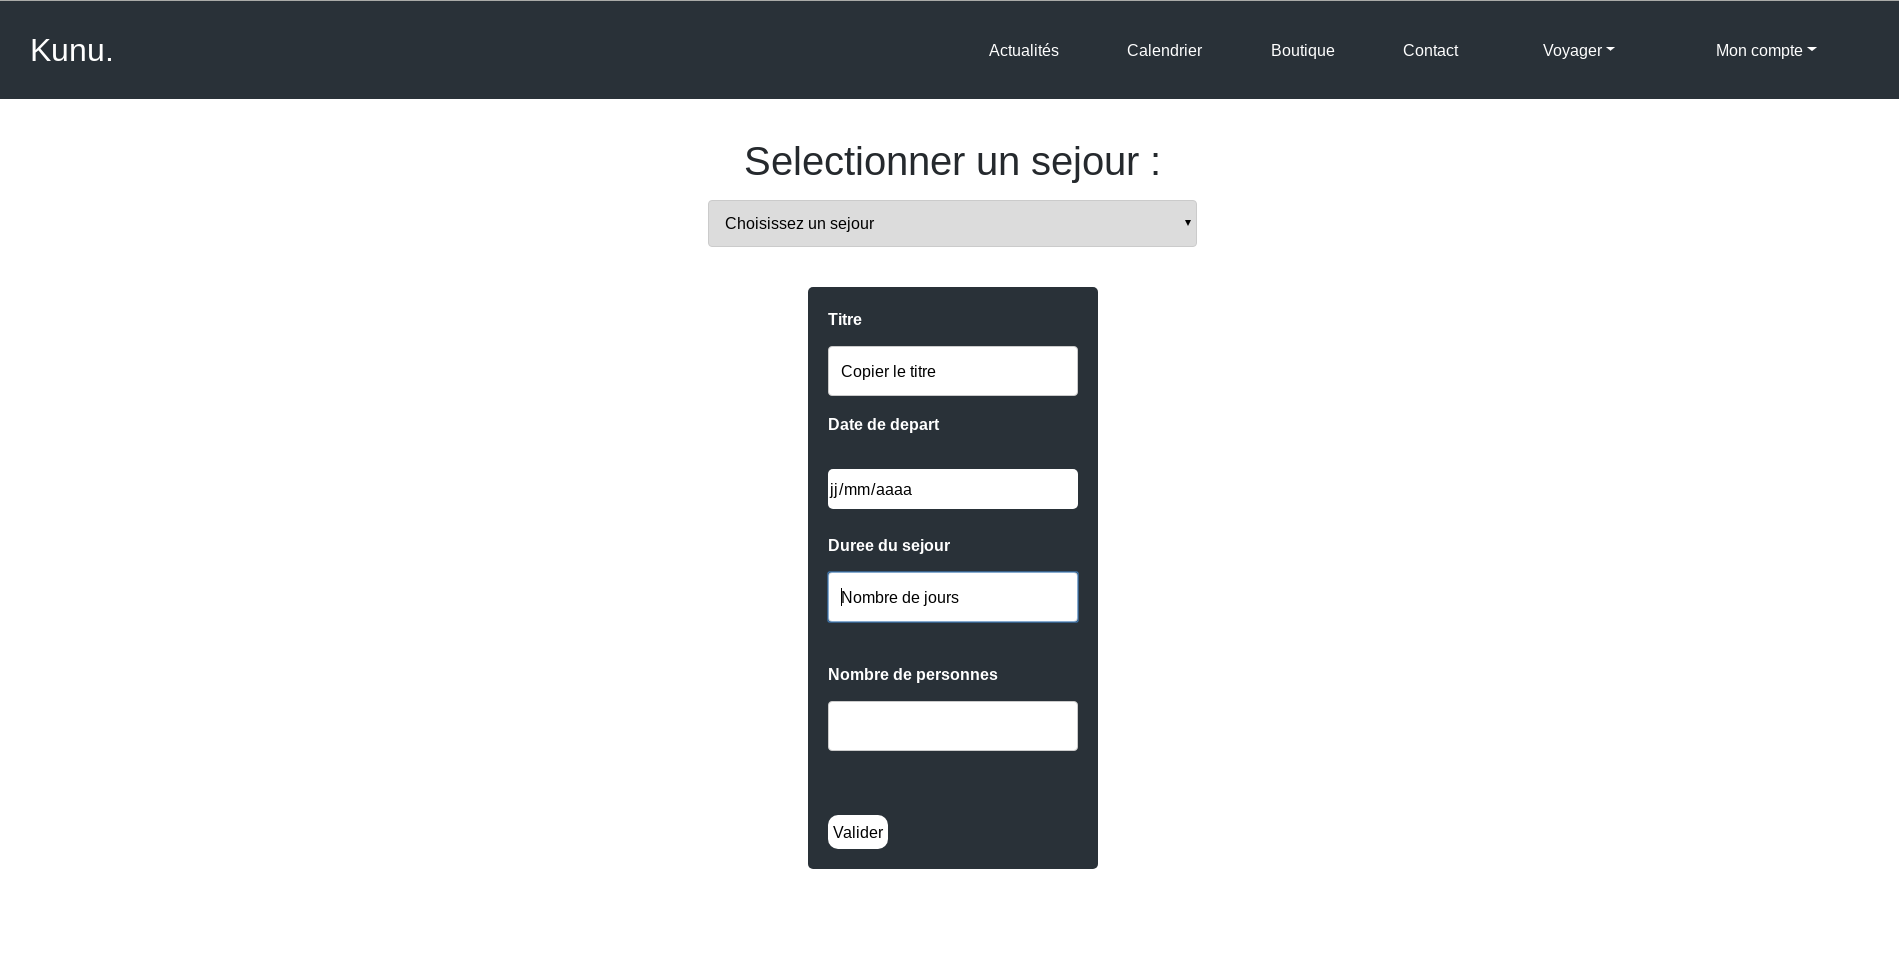 Kunu.
Actualités
Calendrier
Boutique
Contact
Voyager
Mon compte
Selectionner un sejour :
Choisissez un sejour
Titre
Copier le titre
Date de depart
jj/mm/aaaa
Duree du sejour
Nombre de jours
Nombre de personnes
Valider